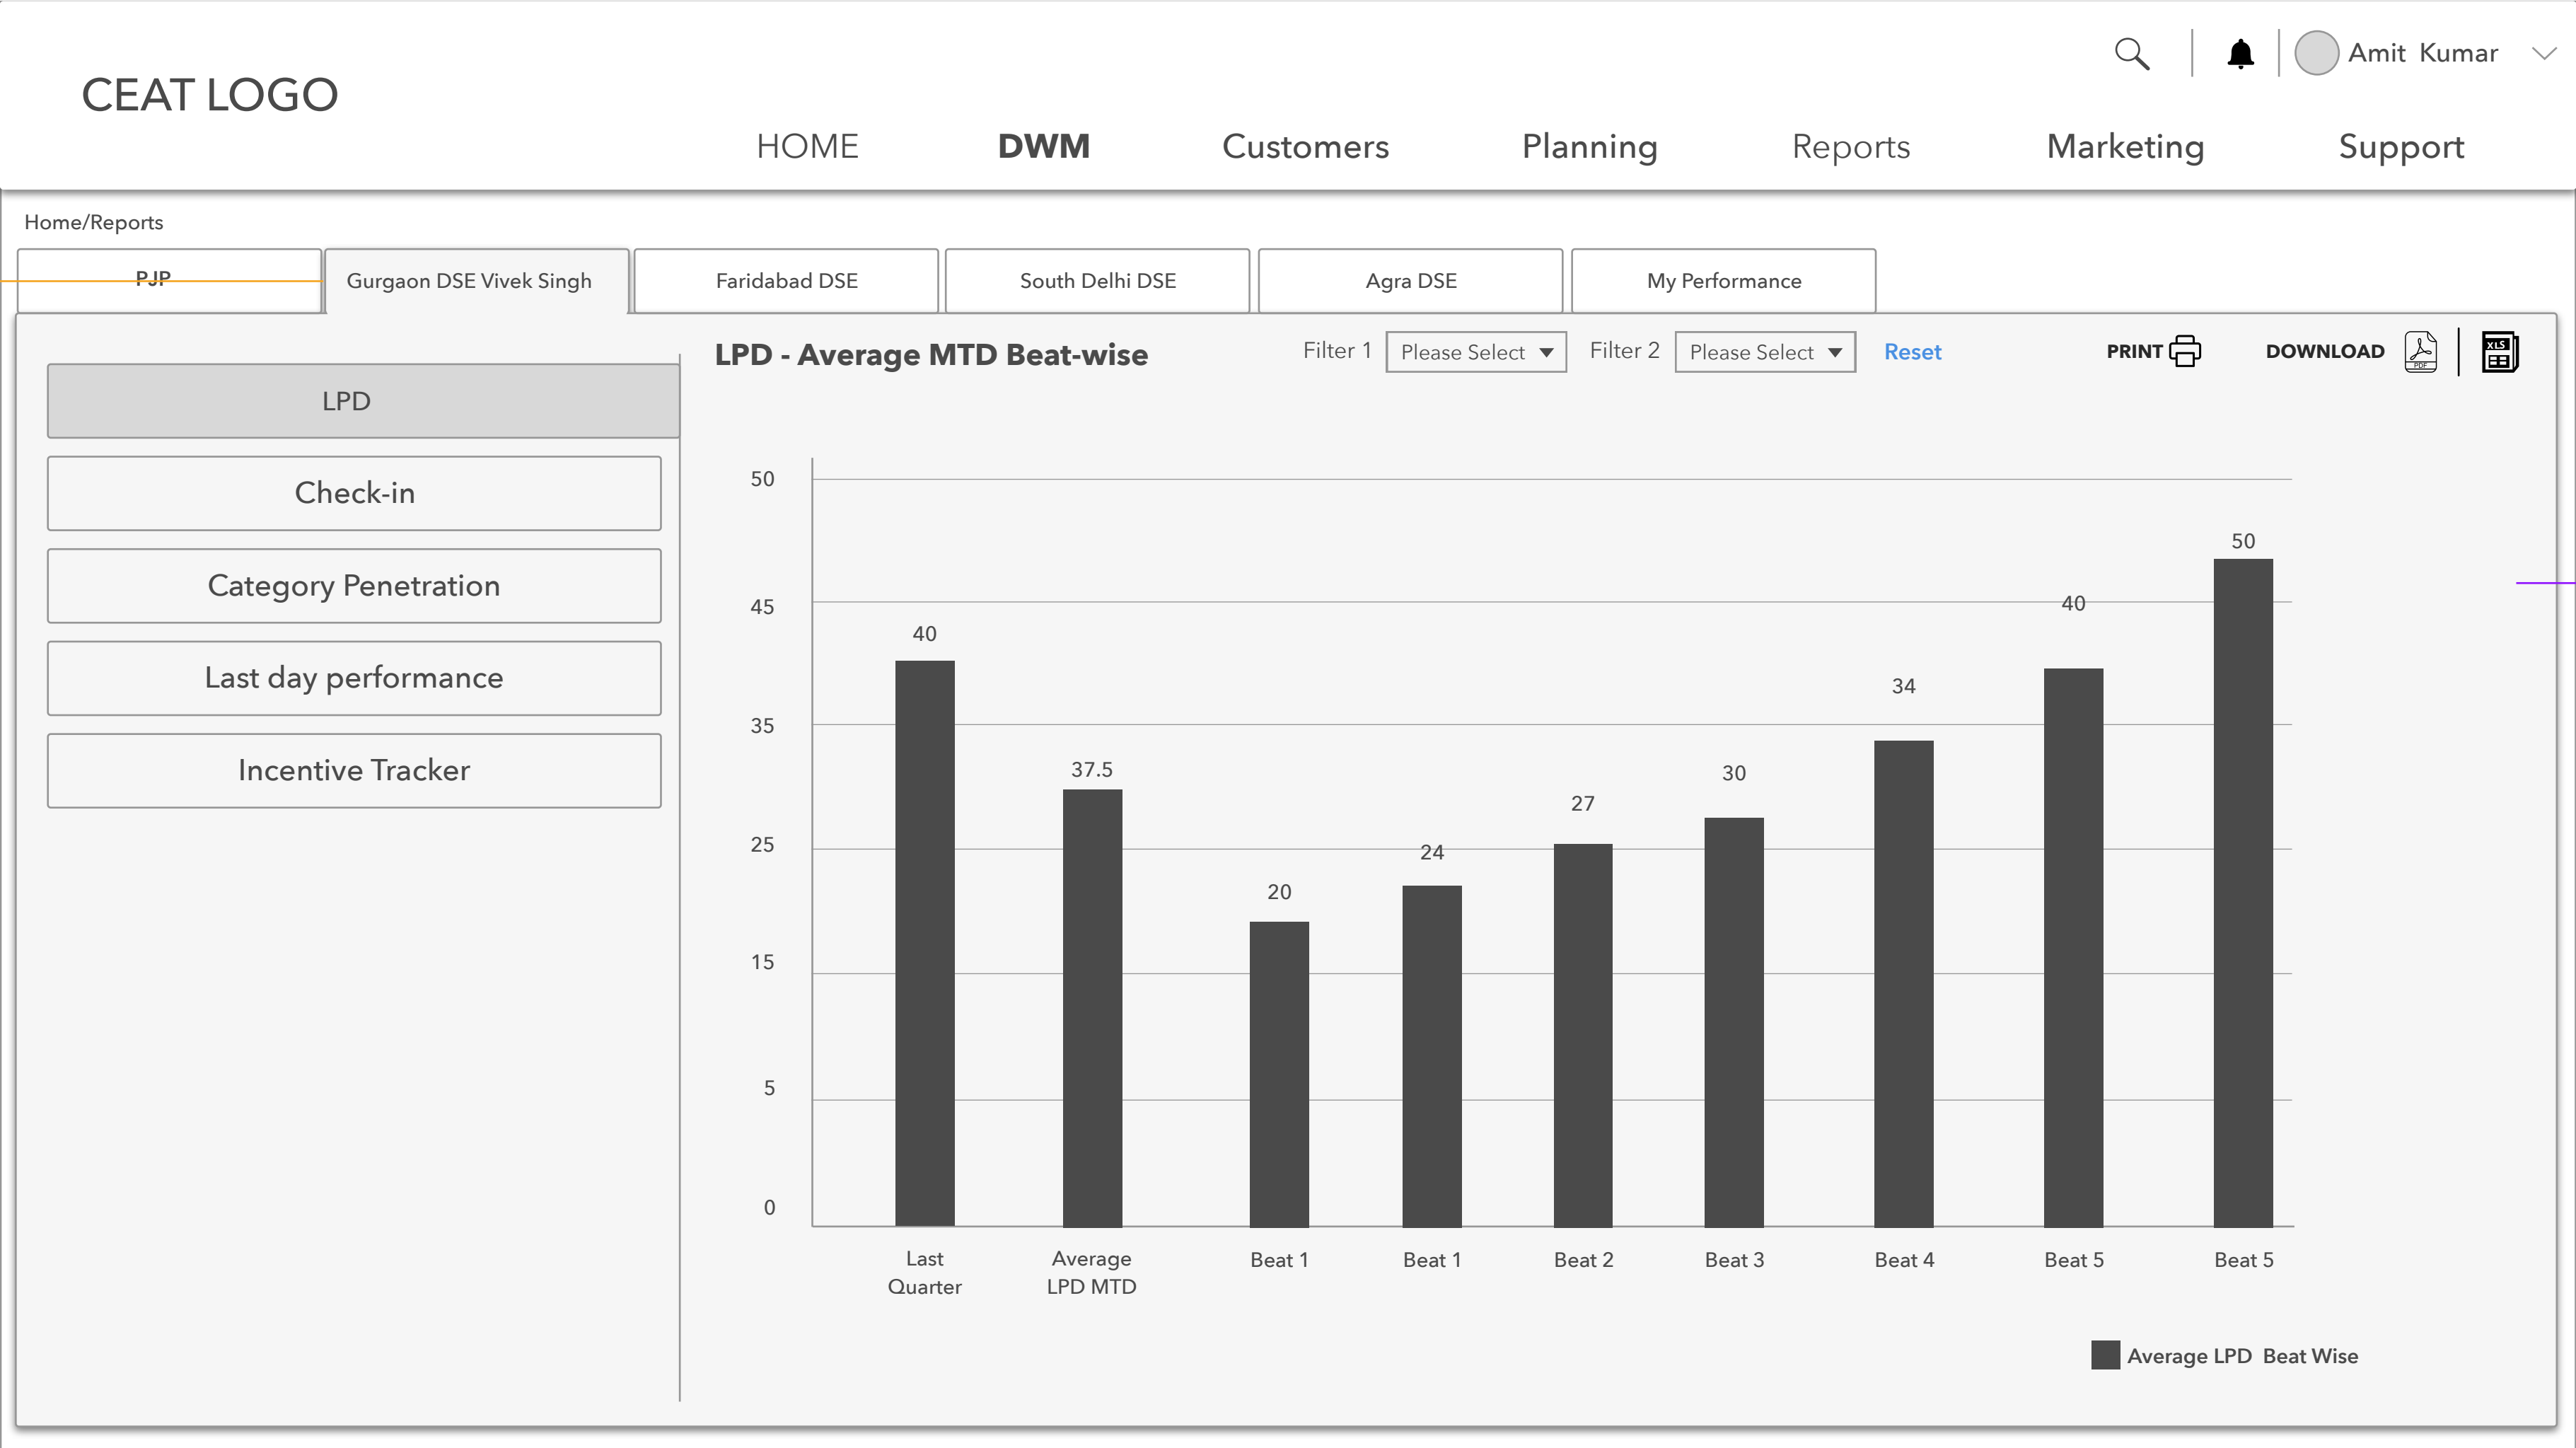 CEAT LOGO
Amit Kumar
HOME DWM Customers Planning Reports Marketing Support
Home/Reports
PJP Gurgaon DSE Vivek Singh Faridabad DSE South Delhi DSE Agra DSE My Performance
LPD
Check-in
Category Penetration
Last day performance
Incentive Tracker
LPD - Average MTD Beat-wise Filter 1 Please Select Filter 2 Please Select Reset PRINT DOWNLOAD PDF XLS
50
45
35
25
15
5
0
40
37.5
20
24
27
30
34
40
50
Last Quarter
Average LPD MTD
Beat 1
Beat 1
Beat 2
Beat 3
Beat 4
Beat 5
Beat 5
Average LPD Beat Wise